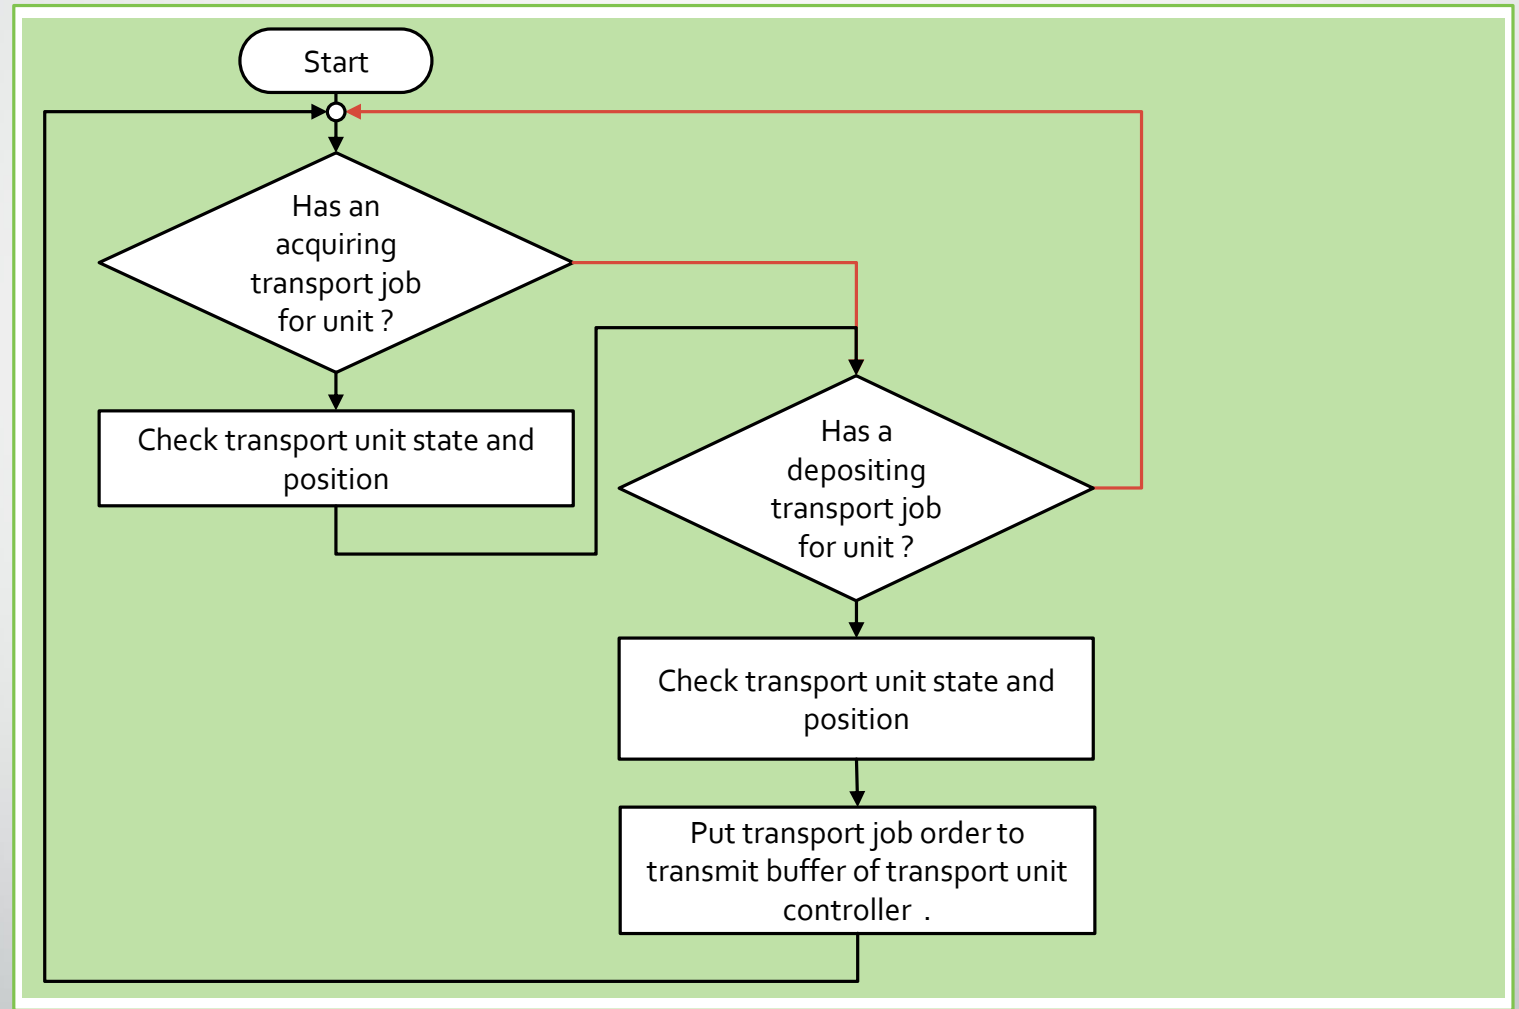 Start
Has an
acquiring
transport job
for unit ?
Check transport unit state and
position
Has a
depositing
transport job
for unit ?
Check transport unit state and
position
Put transport job order to
transmit buffer of transport unit
controller .